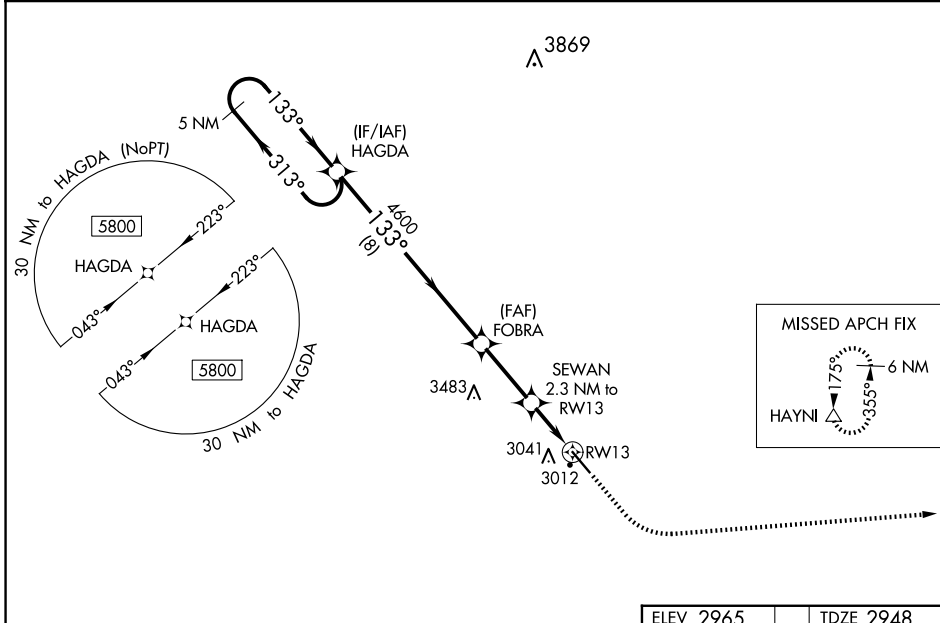 3869
5 NM
133°
313°
(IF/IAF)
HAGDA
4600
133°
(8)
30 NM to HAGDA (NoPT)
5800
223°
HAGDA
043°
223°
HAGDA
043°
5800
30 NM to HAGDA
(FAF)
FOBRA
3483
SEWAN
2.3 NM to
RW13
3041
RW13
3012
MISSED APCH FIX
6 NM
175°
355°
HAYNI
ELEV 2965
TDZE 2948